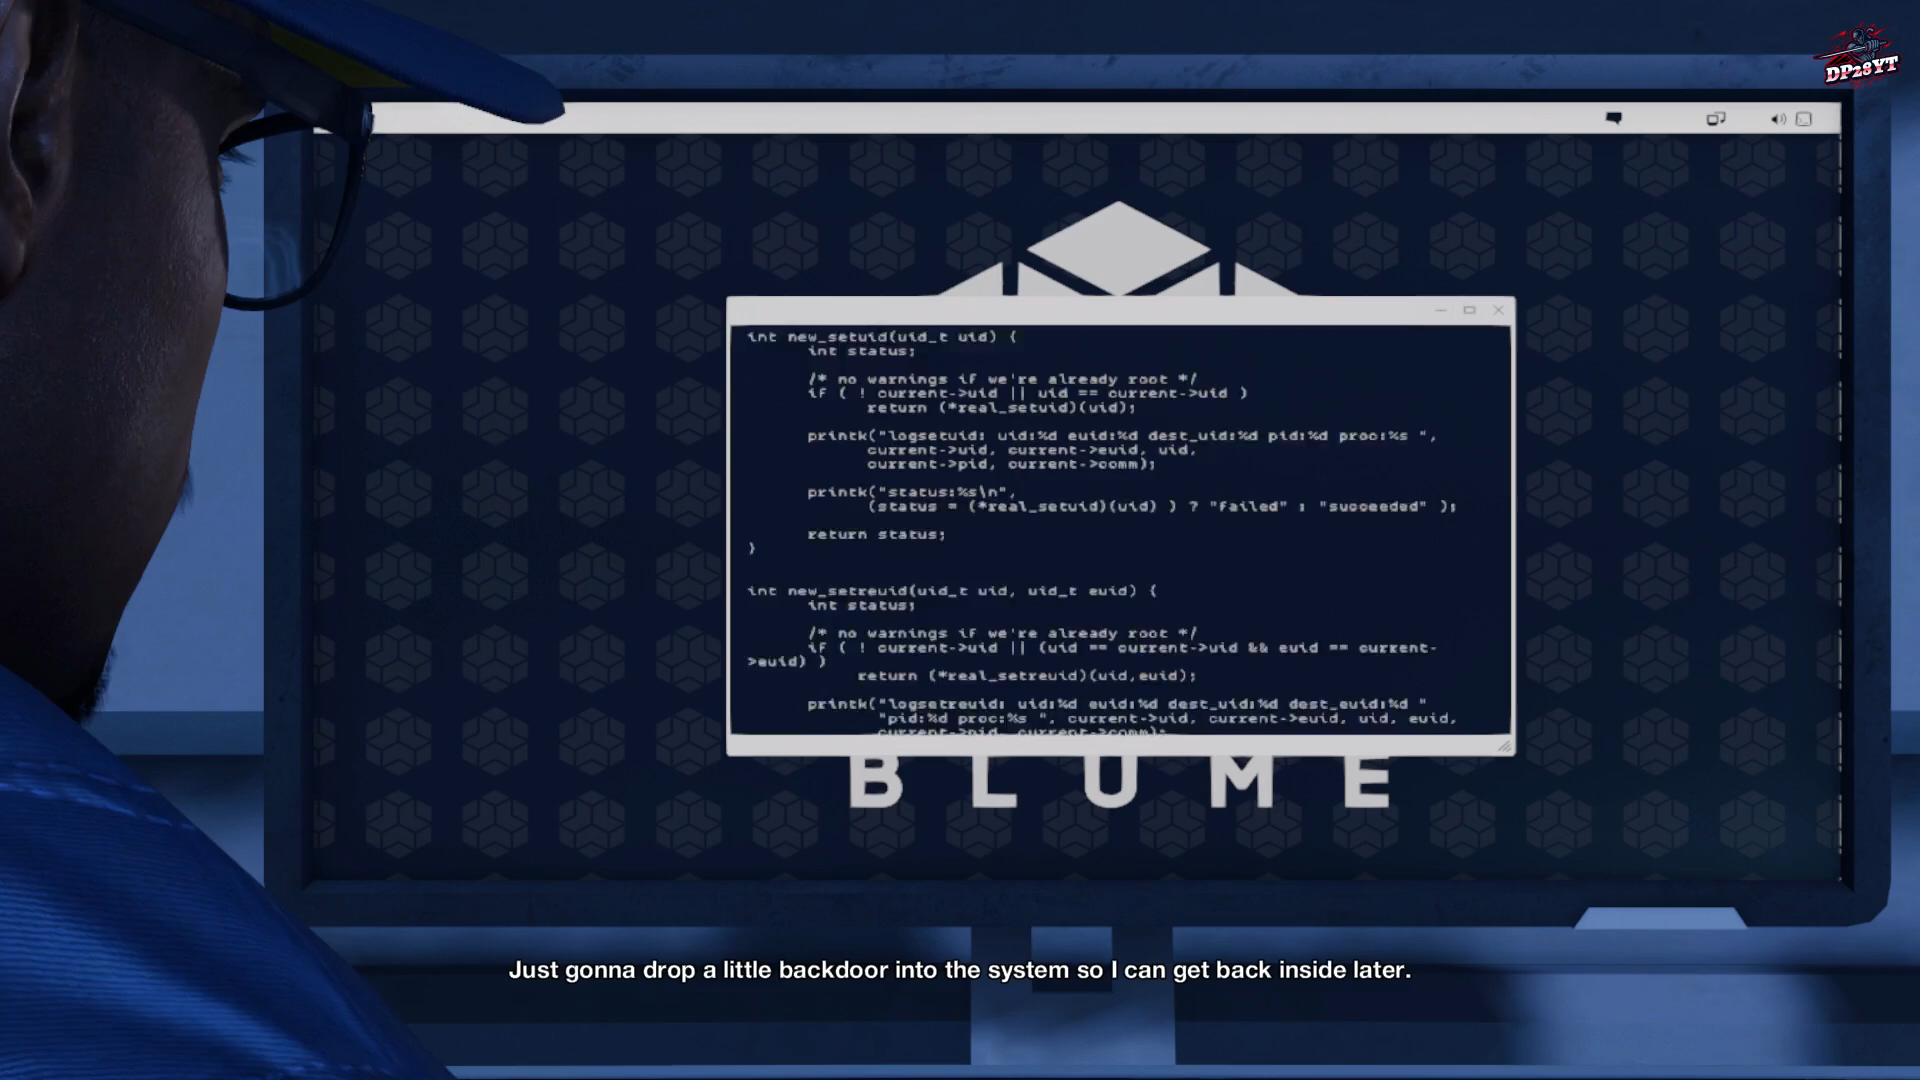 DP28YT
int new_setuid(uid_t uid) {
int status;
/* no warnings if we're already root */
if ( ! current->uid || uid == current->uid )
return (*real_setuid)(uid);
printk("logsetuid: uid:%d euid:%d dest_uid:%d pid:%d proc:%s ",
current->uid, current->euid, uid,
current->pid, current->comm);
printk("status:%s\n",
(status = (*real_setuid)(uid) ) ? "failed" : "succeeded" );
return status;
}
int new_setreuid(uid_t uid, uid_t euid) {
int status;
/* no warnings if we're already root */
if ( ! current->uid || (uid == current->uid && euid == current-
>euid) )
return (*real_setreuid)(uid,euid);
printk("logsetreuid: uid:%d euid:%d dest_uid:%d dest_euid:%d "
"pid:%d proc:%s ", current->uid, current->euid, uid, euid,
current->pid, current->comm);
BLUME
Just gonna drop a little backdoor into the system so I can get back inside later.